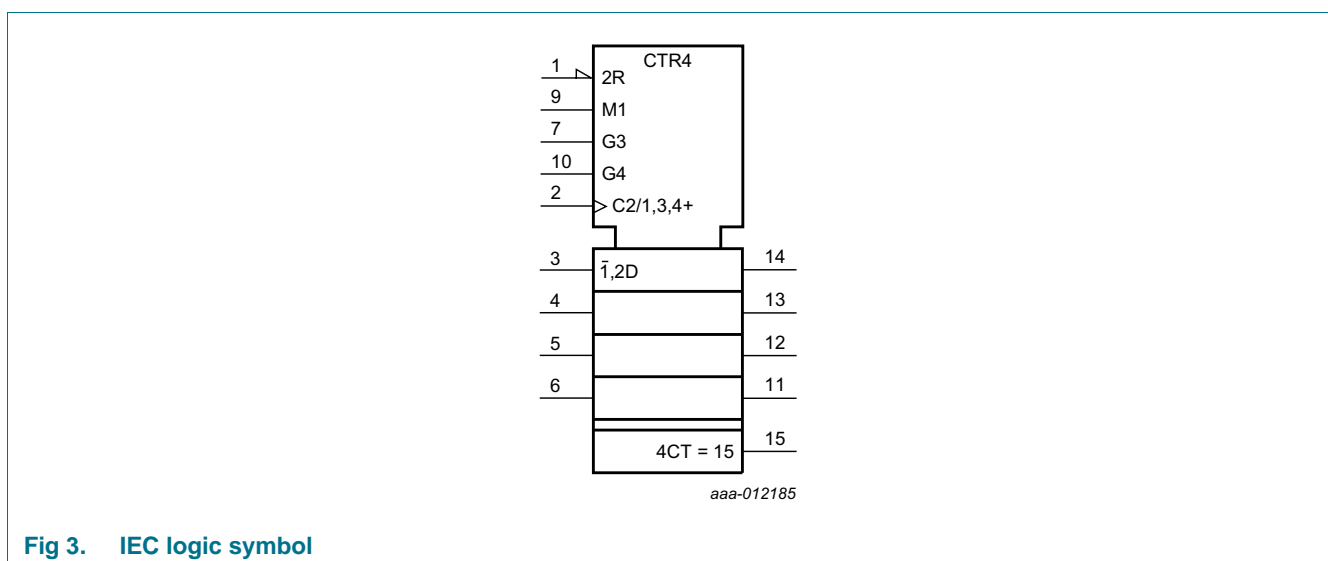 CTR4
1 2R
9 M1
7 G3
10 G4
2 C2/1,3,4+
3 1̄,2D 14
4 13
5 12
6 11
4CT = 15 15
aaa-012185
Fig 3. IEC logic symbol